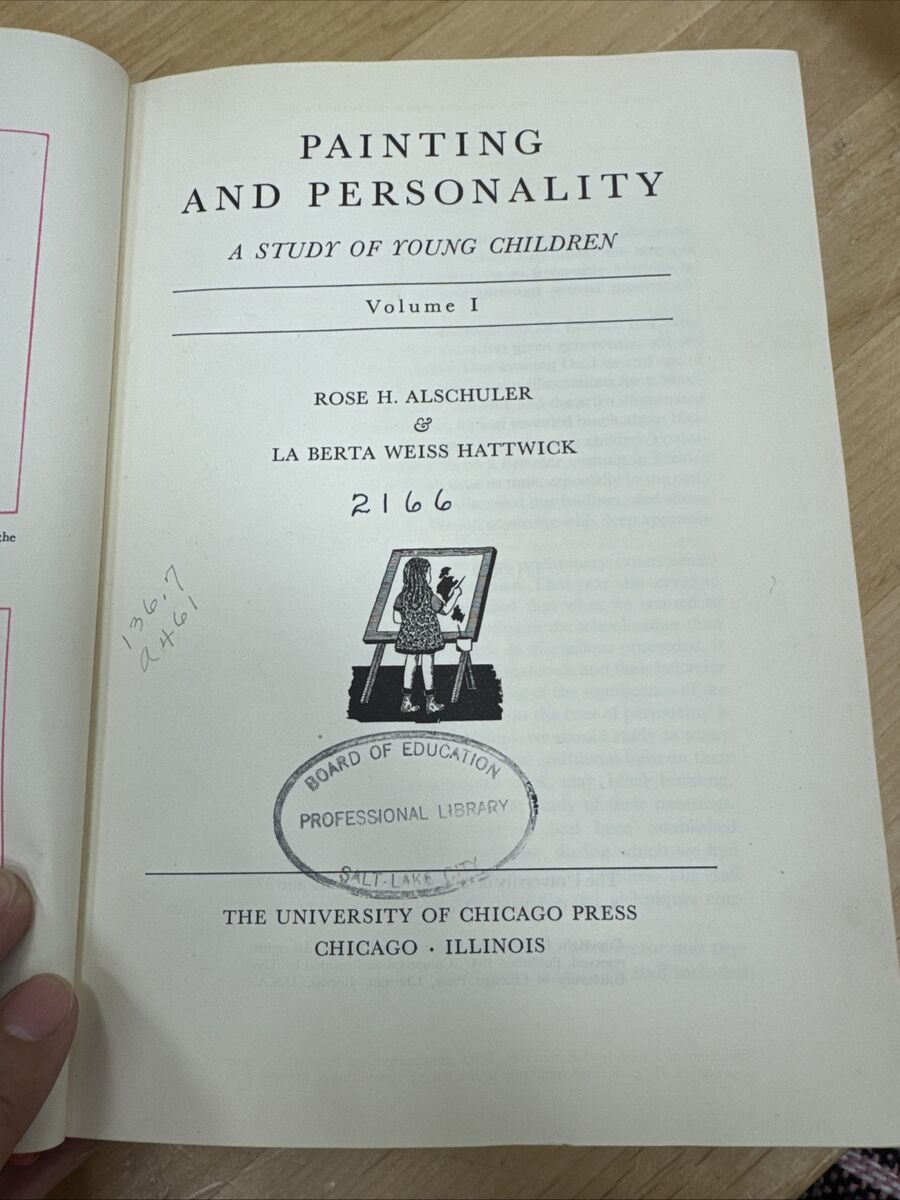 PAINTING
AND PERSONALITY
A STUDY OF YOUNG CHILDREN
Volume I
ROSE H. ALSCHULER
&
LA BERTA WEISS HATTWICK
2166
the
136.7
a461
BOARD OF EDUCATION
PROFESSIONAL LIBRARY
SALT LAKE CITY
THE UNIVERSITY OF CHICAGO PRESS
CHICAGO · ILLINOIS